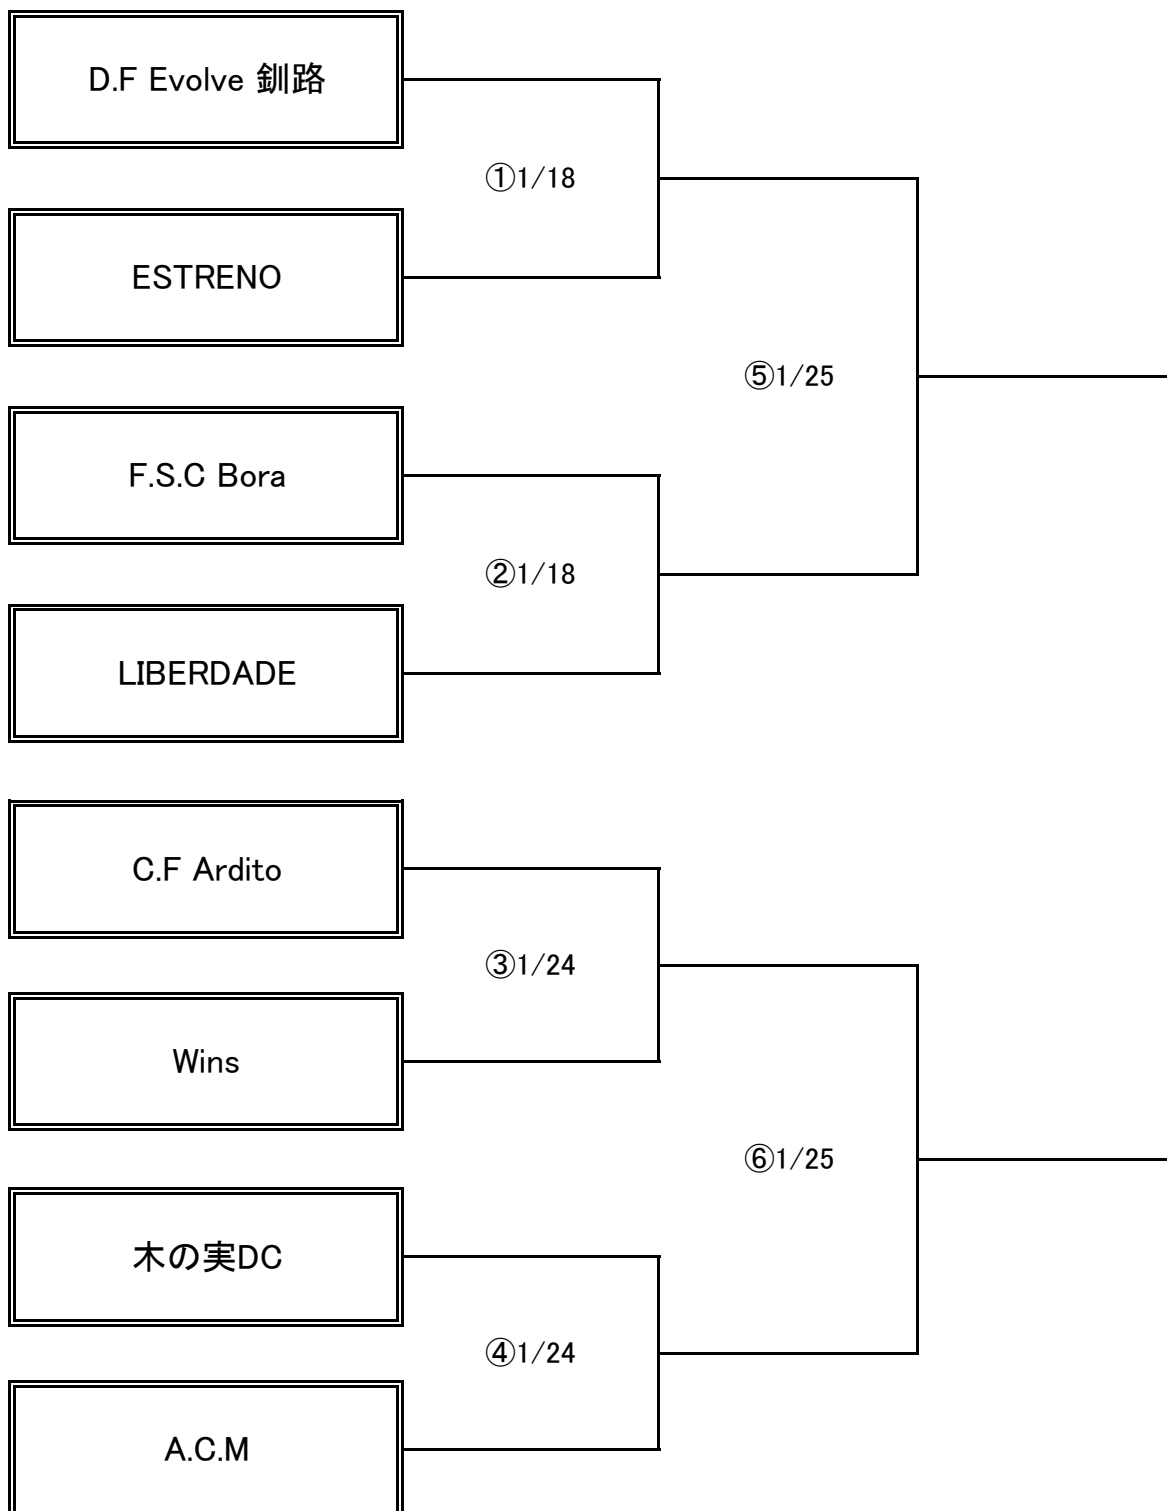 D.F Evolve 釧路
①1/18
ESTRENO
⑤1/25
F.S.C Bora
②1/18
LIBERDADE
C.F Ardito
③1/24
Wins
⑥1/25
木の実DC
④1/24
A.C.M